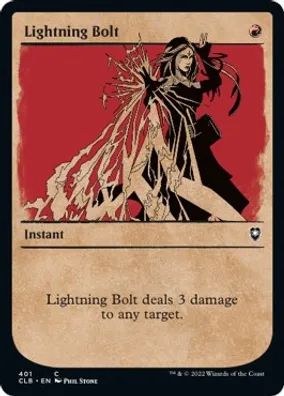 Lightning Bolt
Instant
Lightning Bolt deals 3 damage
to any target.
401 C
CLB • EN Phil Stone
™ & © 2022 Wizards of the Coast